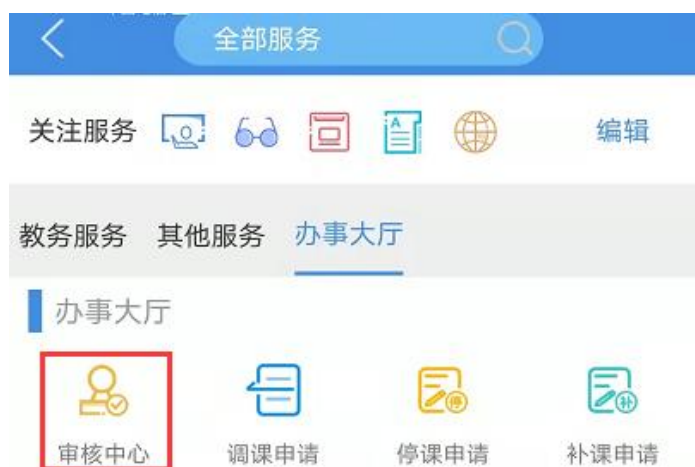 全部服务
关注服务 编辑
教务服务 其他服务 办事大厅
办事大厅
停 补
审核中心 调课申请 停课申请 补课申请